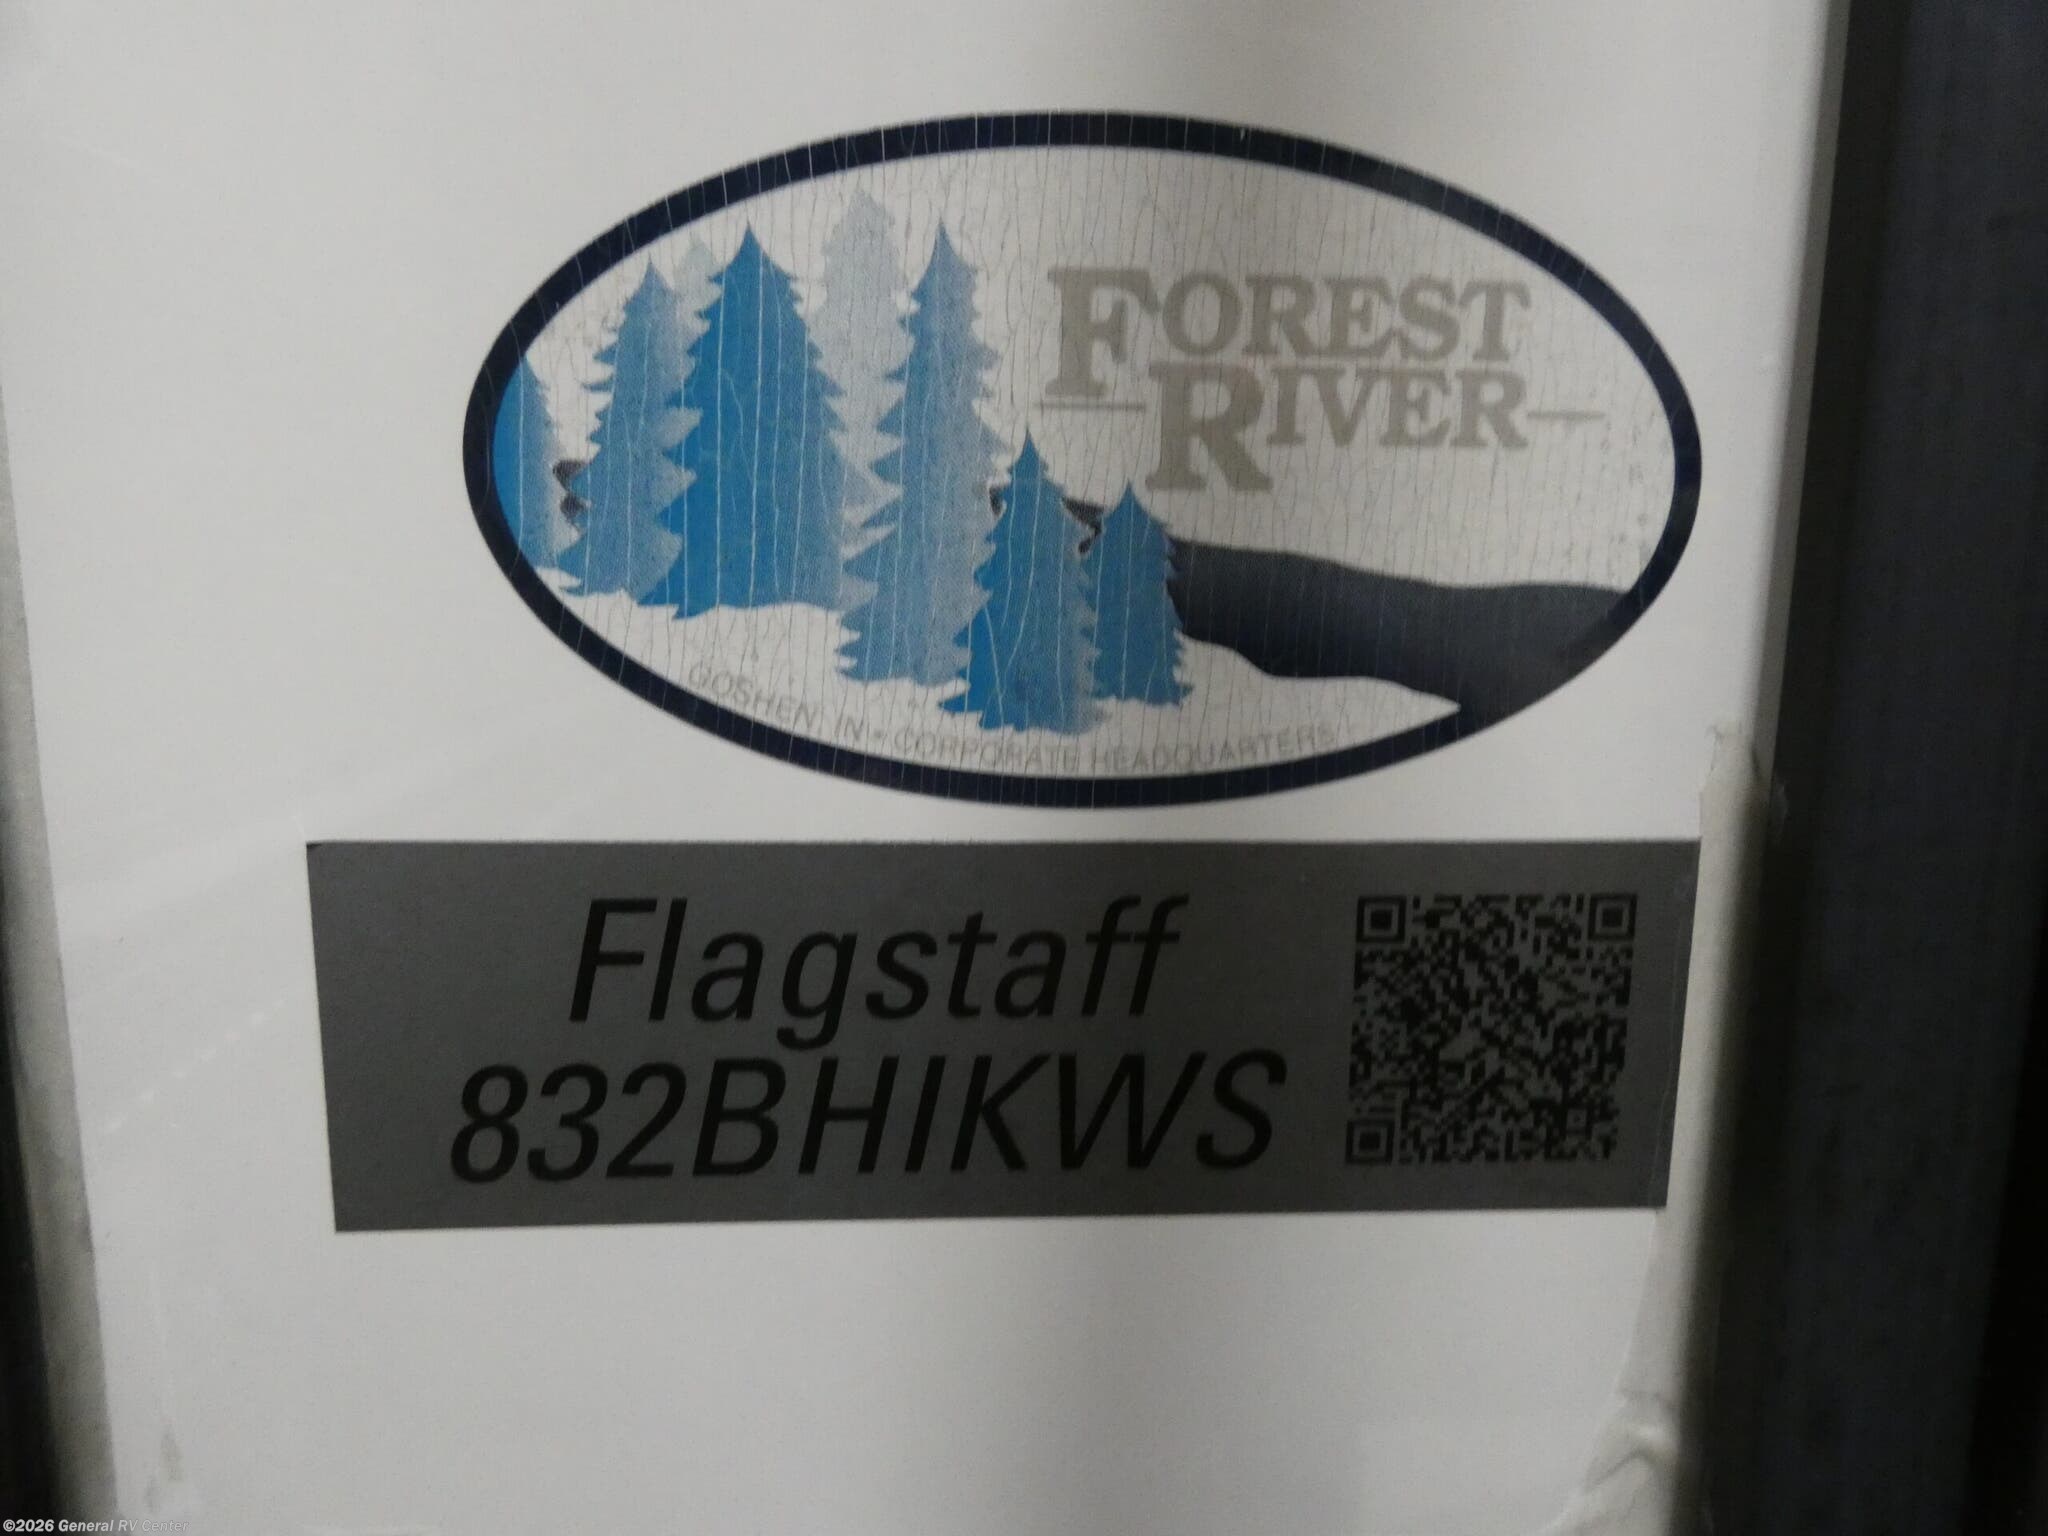 FOREST
RIVER
GOSHEN, IN • CORPORATE HEADQUARTERS
Flagstaff
832BHIKWS
©2026 General RV Center